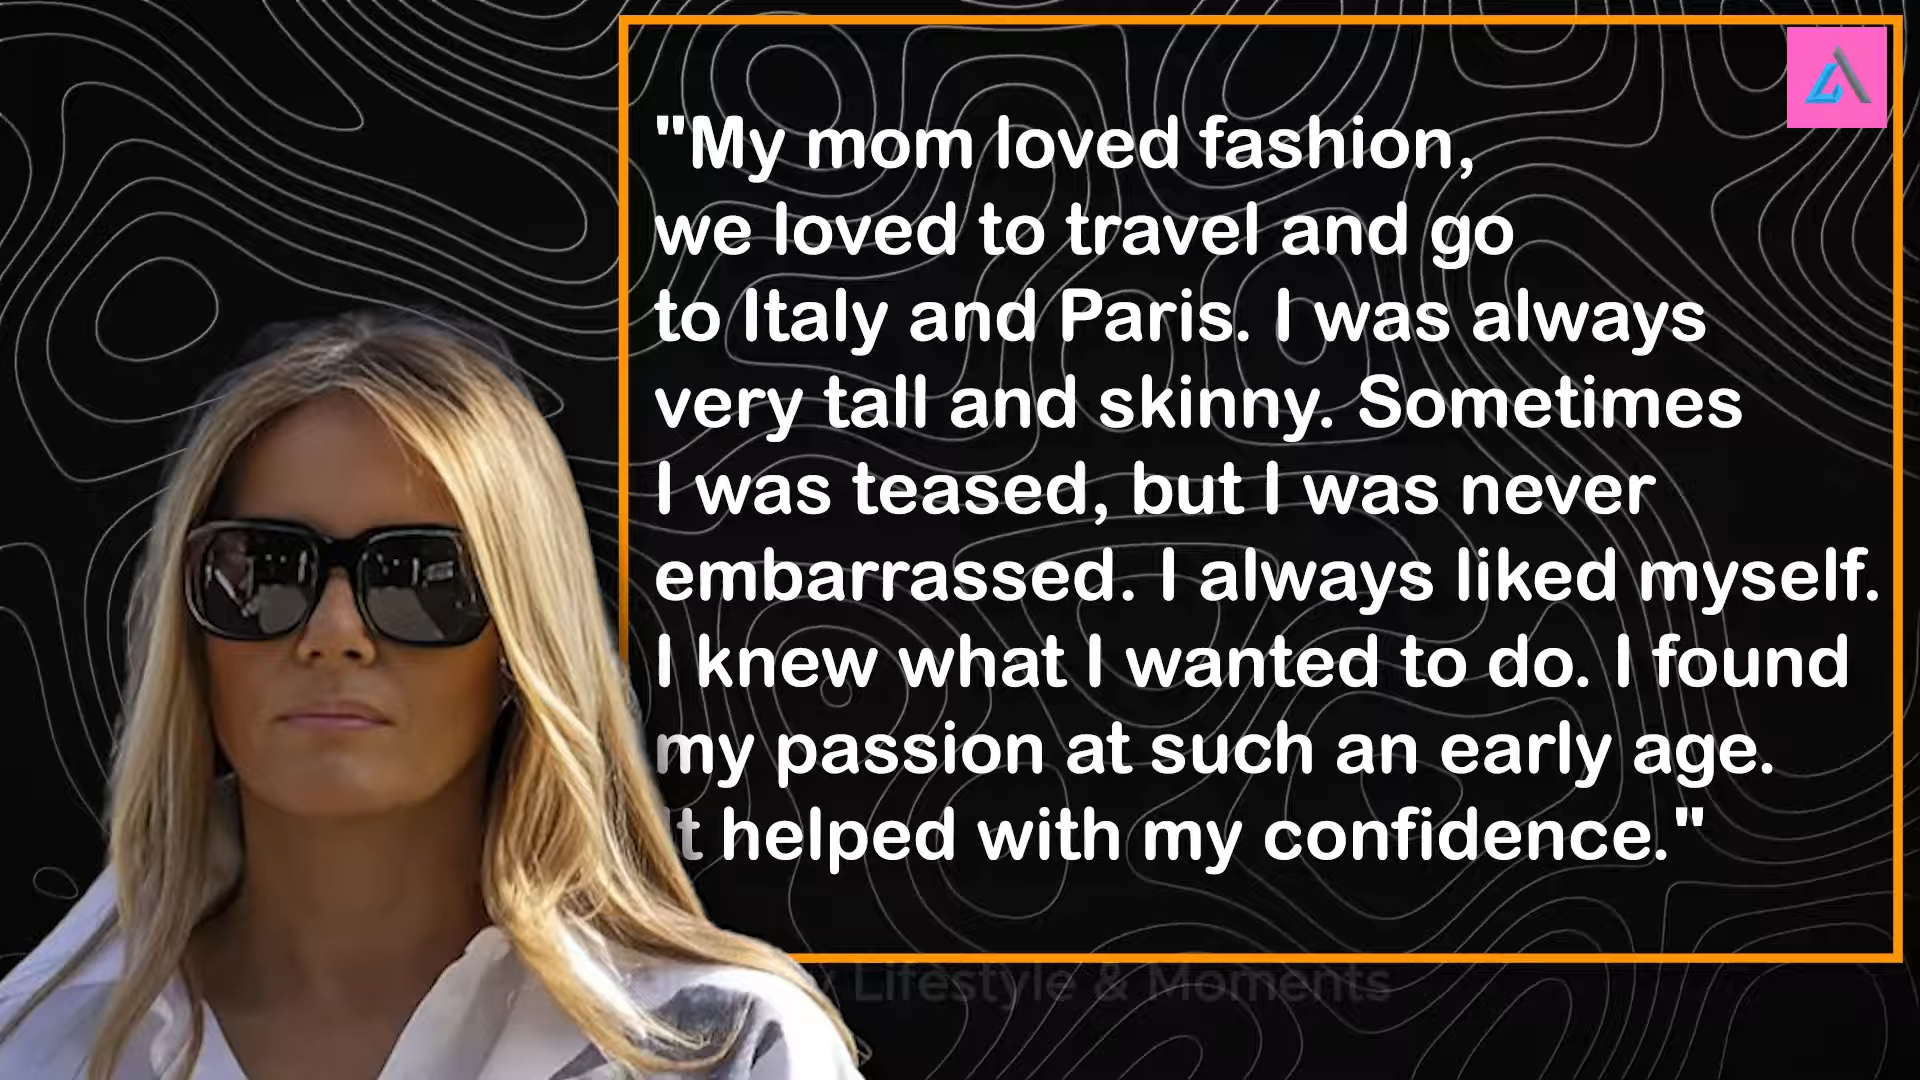 "My mom loved fashion,
we loved to travel and go
to Italy and Paris. I was always
very tall and skinny. Sometimes
I was teased, but I was never
embarrassed. I always liked myself.
I knew what I wanted to do. I found
my passion at such an early age.
It helped with my confidence."
Lifestyle & Moments